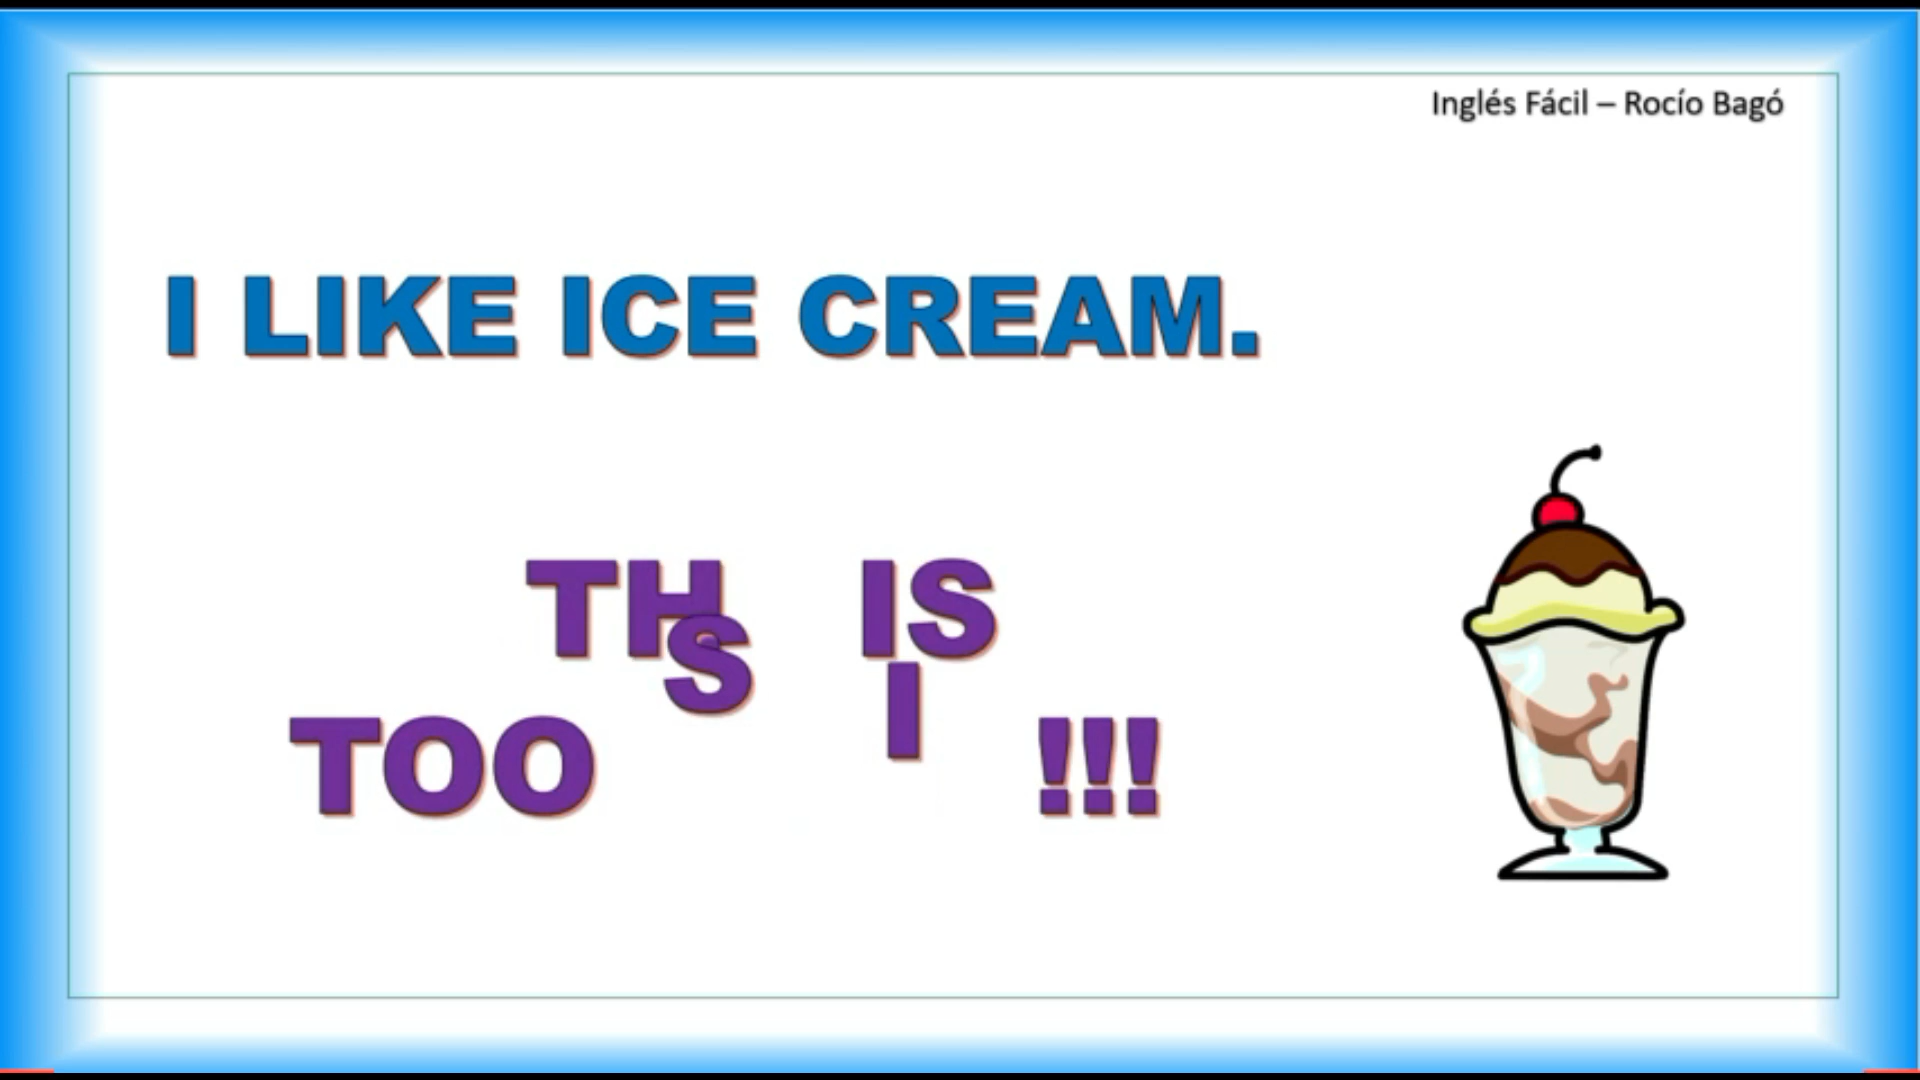 Inglés Fácil – Rocío Bagó
I LIKE ICE CREAM.
TH IS
S I
TOO !!!